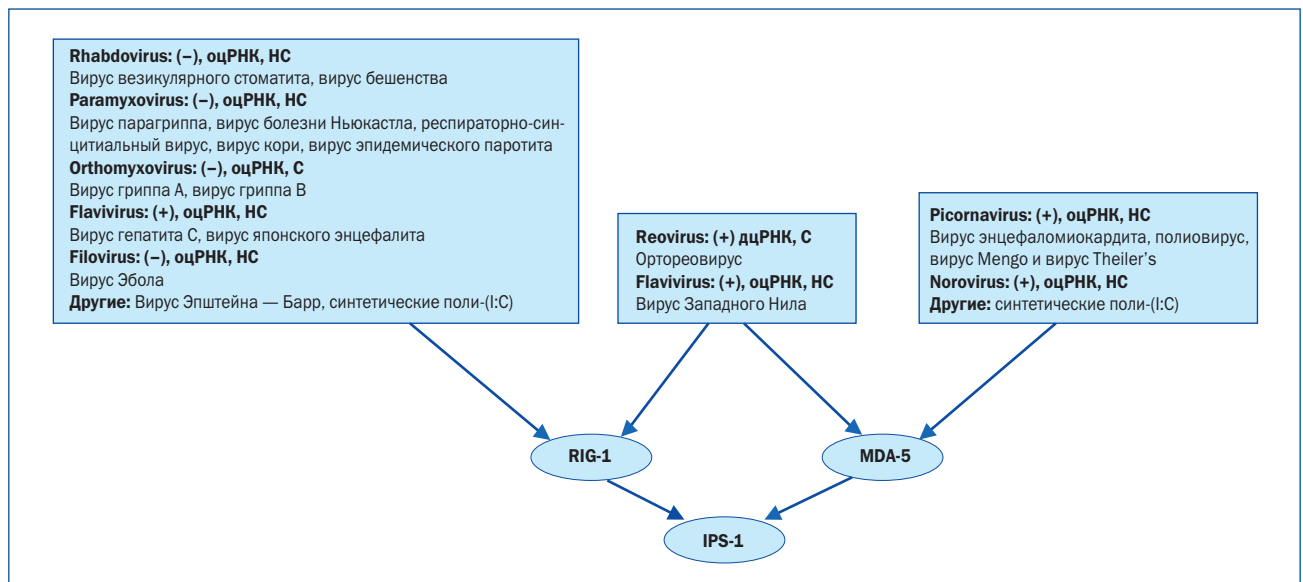 Rhabdovirus: (–), оцРНК, НС
Вирус везикулярного стоматита, вирус бешенства
Paramyxovirus: (–), оцРНК, НС
Вирус парагриппа, вирус болезни Ньюкастла, респираторно-син-
цитиальный вирус, вирус кори, вирус эпидемического паротита
Orthomyxovirus: (–), оцРНК, С
Вирус гриппа А, вирус гриппа В
Flavivirus: (+), оцРНК, НС
Вирус гепатита С, вирус японского энцефалита
Filovirus: (–), оцРНК, НС
Вирус Эбола
Другие: Вирус Эпштейна — Барр, синтетические поли-(I:C)
Reovirus: (+) дцРНК, С
Ортореовирус
Flavivirus: (+), оцРНК, НС
Вирус Западного Нила
Picornavirus: (+), оцРНК, НС
Вирус энцефаломиокардита, полиовирус,
вирус Mengo и вирус Theiler's
Norovirus: (+), оцРНК, НС
Другие: синтетические поли-(I:C)
RIG-1
MDA-5
IPS-1